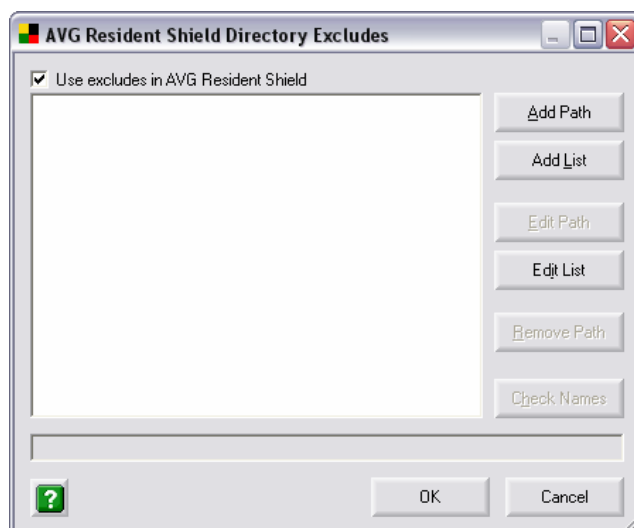 AVG Resident Shield Directory Excludes
Use excludes in AVG Resident Shield
Add Path
Add List
Edit Path
Edit List
Remove Path
Check Names
?
OK
Cancel